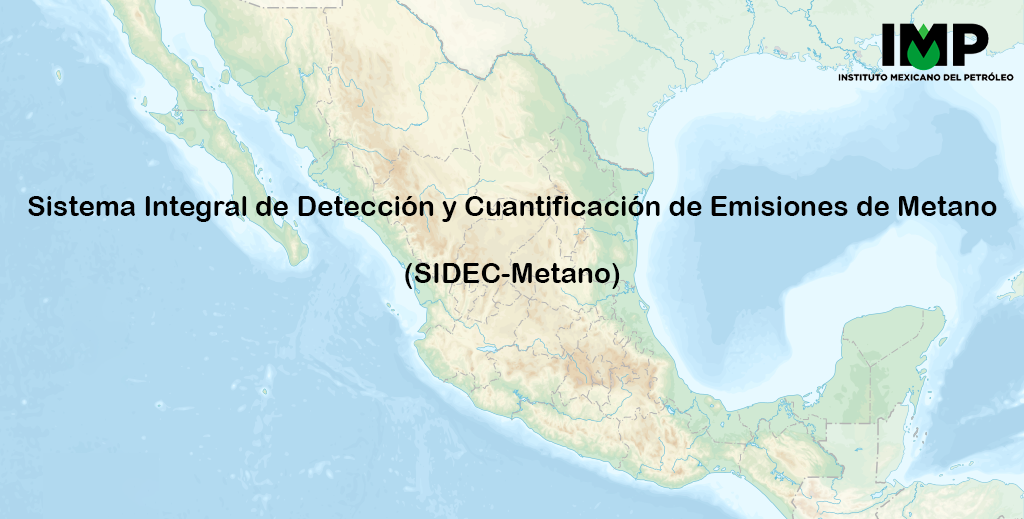 IMP
INSTITUTO MEXICANO DEL PETRÓLEO
Sistema Integral de Detección y Cuantificación de Emisiones de Metano
(SIDEC-Metano)